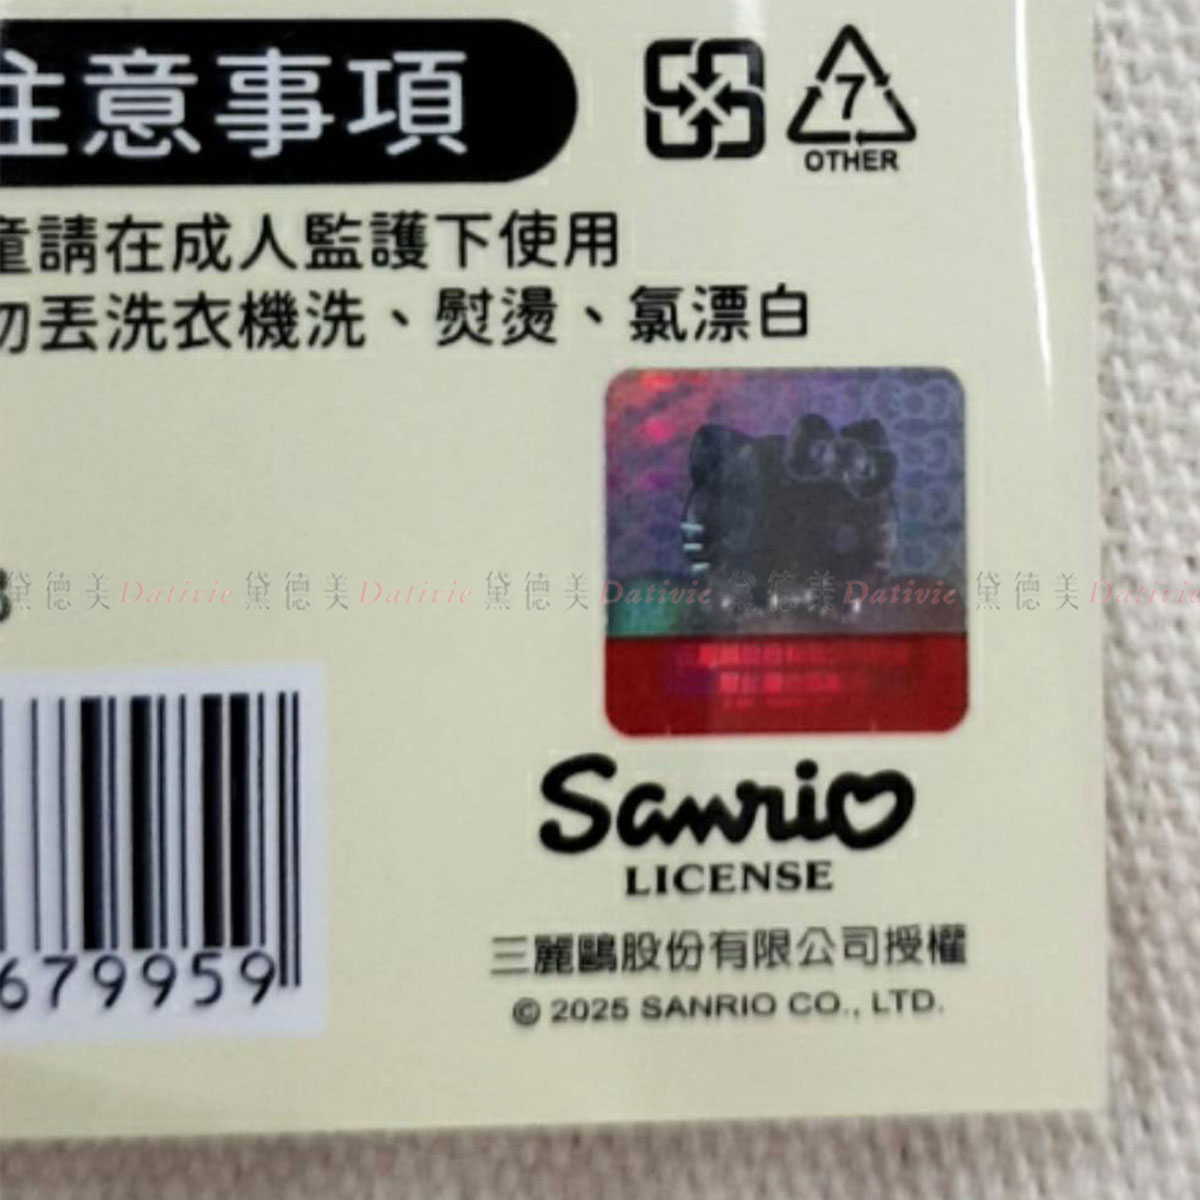 注意事項
OTHER
7
童請在成人監護下使用
勿丟洗衣機洗、熨燙、氯漂白
黛德美 Dativie 黛德美 Dativie 黛德美 Dativie 黛德美 Dativie 黛德美 Dativie
679959
Sanrio
LICENSE
三麗鷗股份有限公司授權
© 2025 SANRIO CO., LTD.